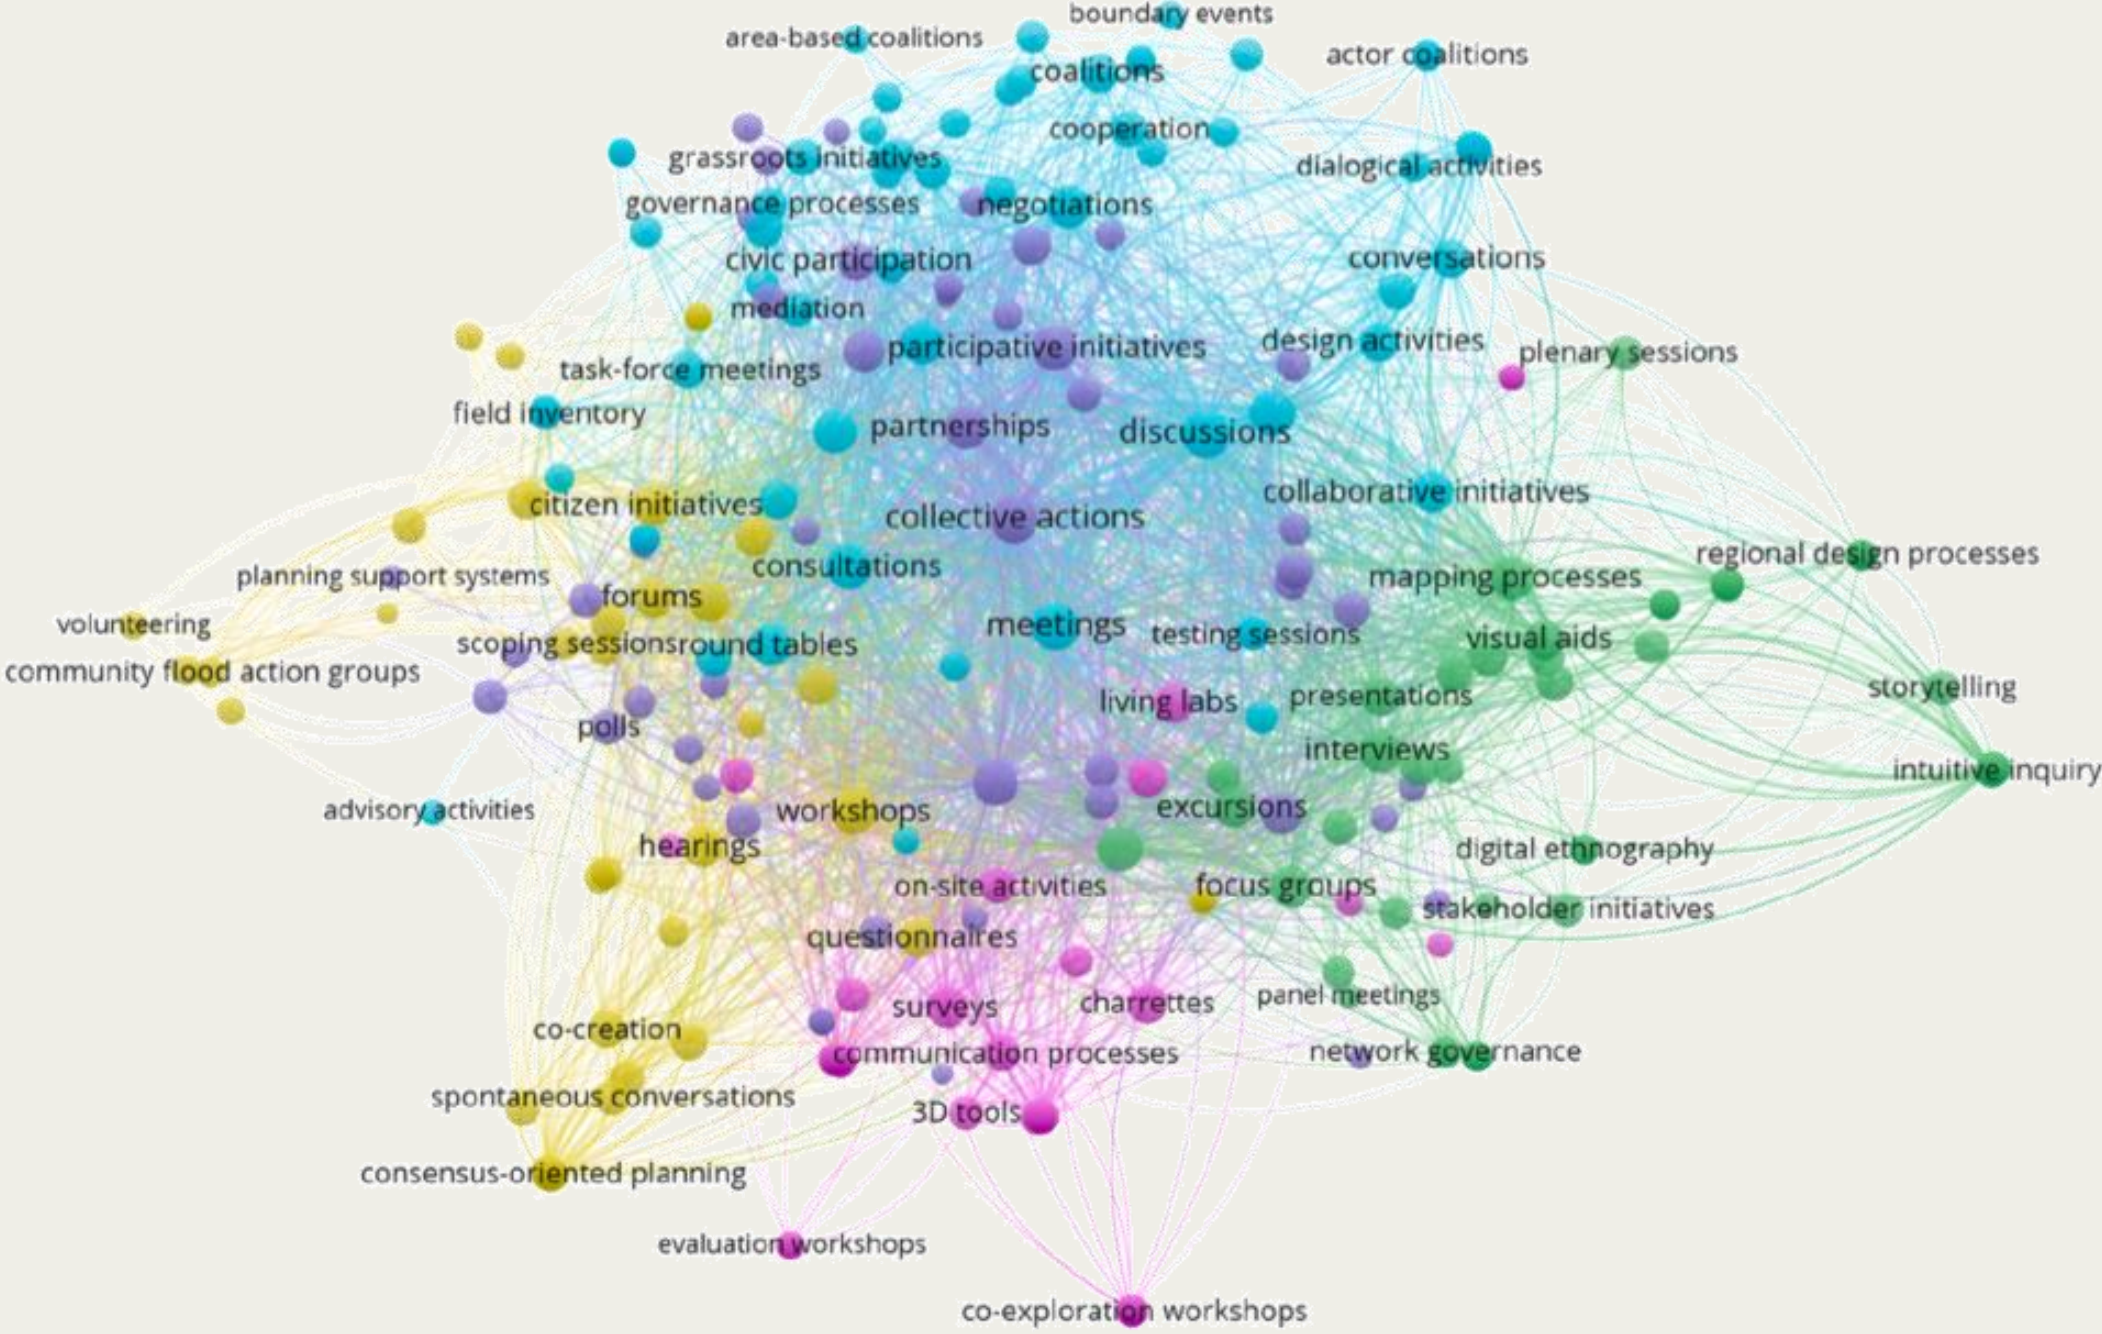 boundary events
area-based coalitions
actor coalitions
coalitions
cooperation
grassroots initiatives
dialogical activities
governance processes
negotiations
civic participation
conversations
mediation
participative initiatives
design activities
plenary sessions
task-force meetings
field inventory
partnerships
discussions
citizen initiatives
collaborative initiatives
collective actions
regional design processes
consultations
planning support systems
mapping processes
forums
volunteering
meetings
testing sessions
visual aids
scoping sessions
round tables
community flood action groups
storytelling
living labs
presentations
polls
interviews
intuitive inquiry
advisory activities
workshops
excursions
hearings
digital ethnography
on-site activities
focus groups
stakeholder initiatives
questionnaires
panel meetings
surveys
charrettes
co-creation
communication processes
network governance
spontaneous conversations
3D tools
consensus-oriented planning
evaluation workshops
co-exploration workshops